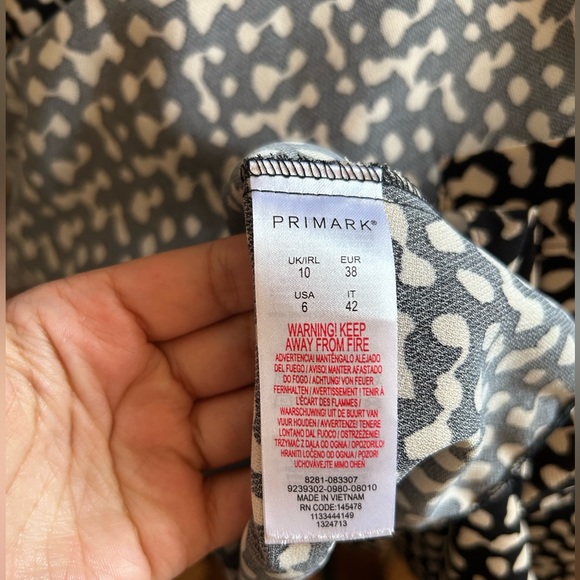 PRIMARK®
UK/IRL EUR
10 38
USA IT
6 42
WARNING! KEEP
AWAY FROM FIRE
ADVERTENCIA! MANTÉNGALO ALEJADO
DEL FUEGO / AVISO! MANTER AFASTADO
DO FOGO / ACHTUNG! VON FEUER
FERNHALTEN / AVERTISSEMENT ! TENIR À
L'ÉCART DES FLAMMES /
WAARSCHUWING! UIT DE BUURT VAN
VUUR HOUDEN / AVVERTENZE! TENERE
LONTANO DAL FUOCO / OSTRZEŻENIE!
TRZYMAĆ Z DALA OD OGNIA / OPOZORILO!
HRANITI LOČENO OD OGNJA / POZOR!
UCHOVÁVEJTE MIMO OHEŇ
8281-083307
9239302-0980-08010
MADE IN VIETNAM
RN CODE: 145478
1133444149
1324713